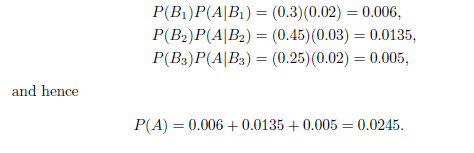 P(B₁)P(A|B₁) = (0.3)(0.02) = 0.006,
P(B₂)P(A|B₂) = (0.45)(0.03) = 0.0135,
P(B₃)P(A|B₃) = (0.25)(0.02) = 0.005,
and hence
P(A) = 0.006 + 0.0135 + 0.005 = 0.0245.